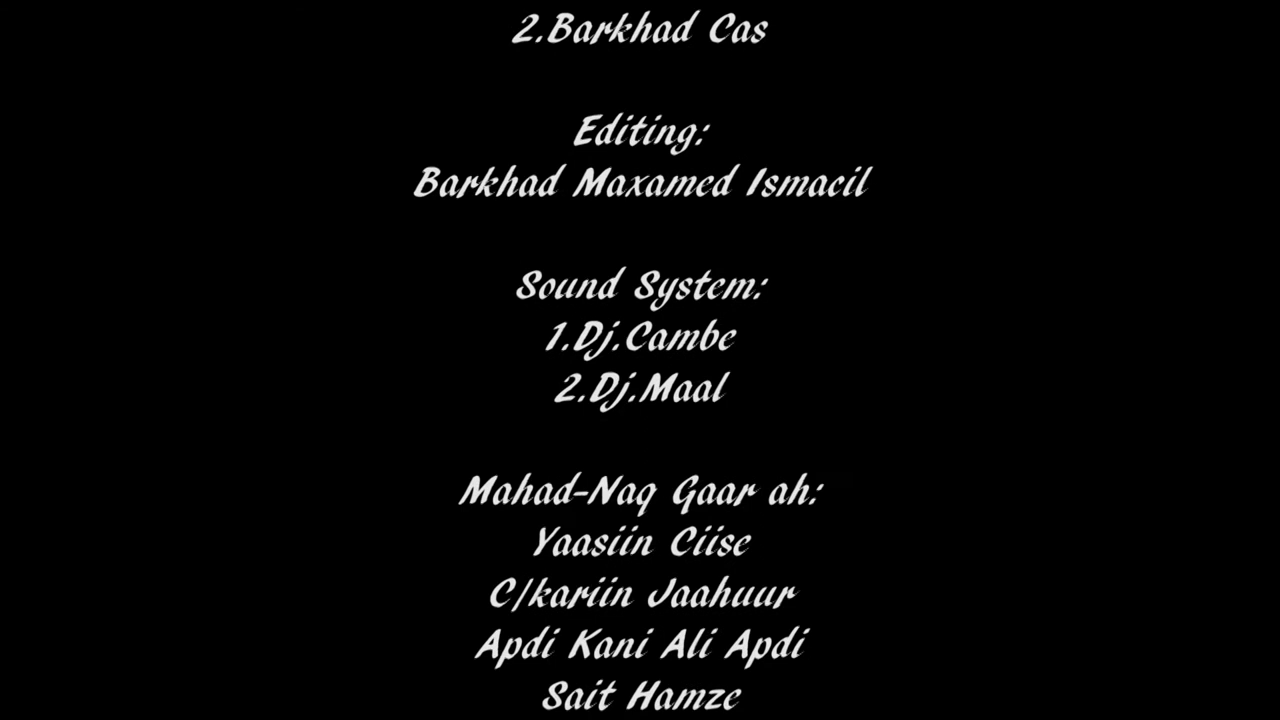 2.Barkhad Cas
Editing:
Barkhad Maxamed Ismacil
Sound System:
1.Dj.Cambe
2.Dj.Maal
Mahad-Naq Gaar ah:
Yaasiin Ciise
C/kariin Jaahuur
Apdi Kani Ali Apdi
Sait Hamze